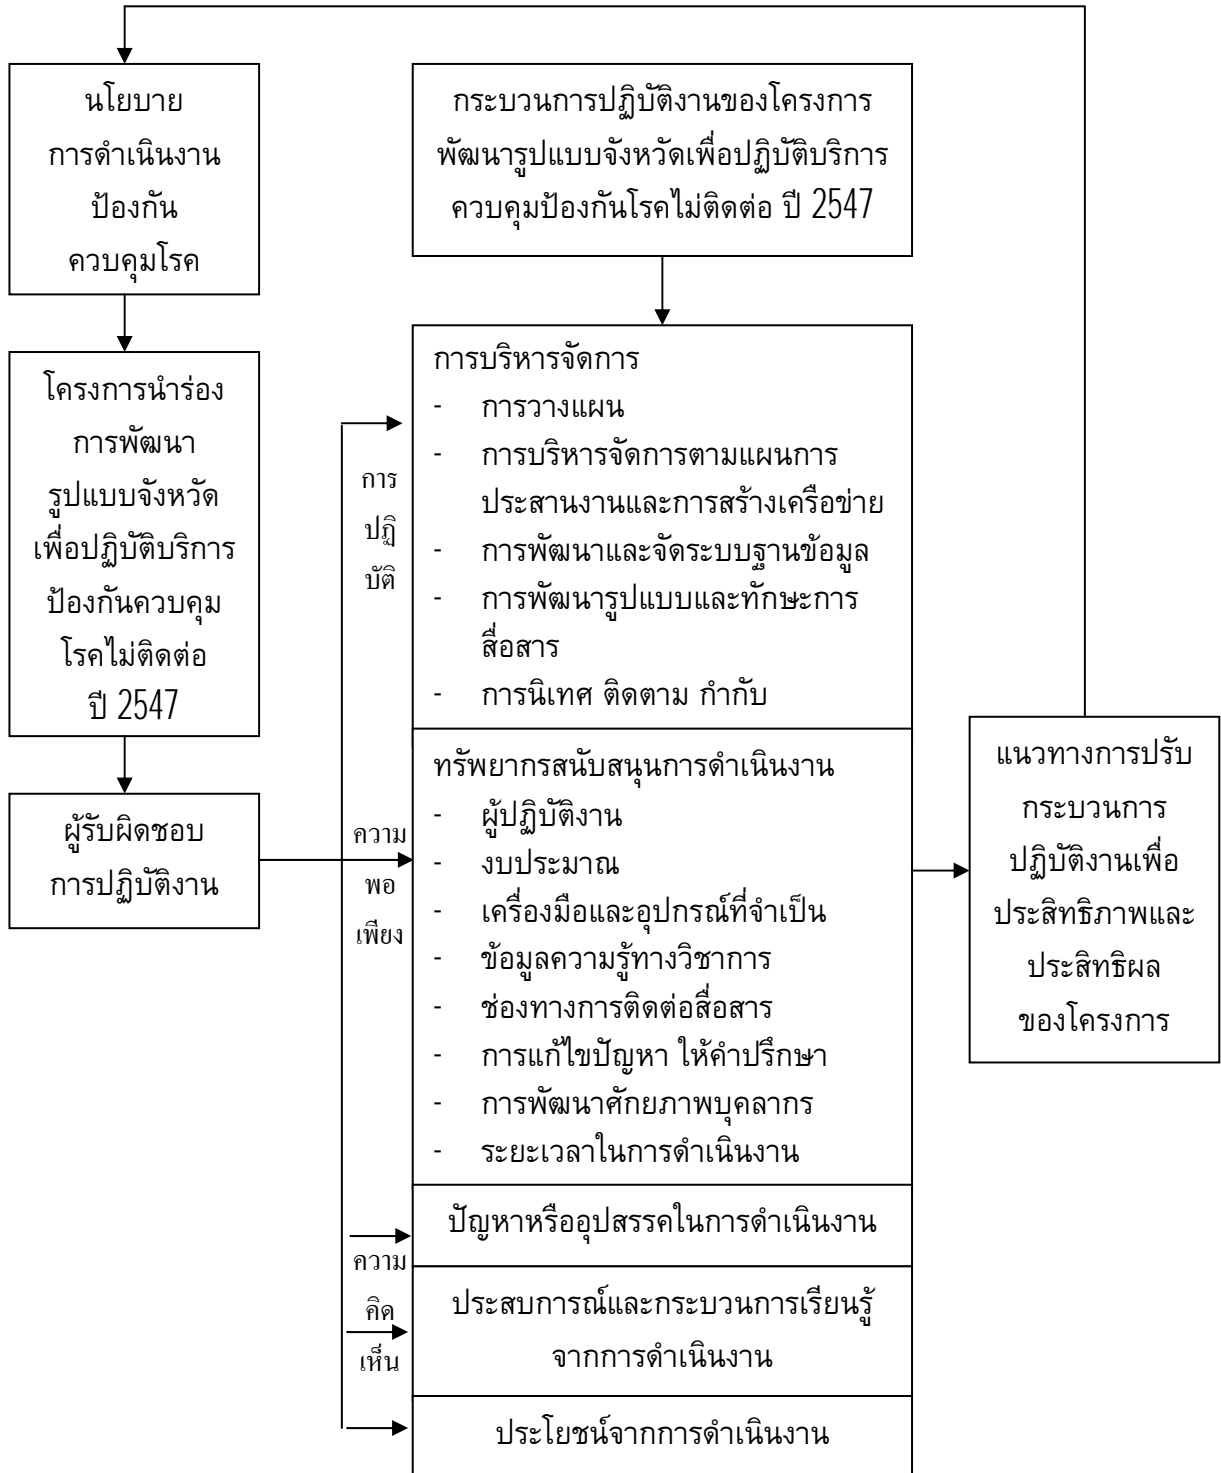 นโยบาย
การดำเนินงาน
ป้องกัน
ควบคุมโรค
โครงการนำร่อง
การพัฒนา
รูปแบบจังหวัด
เพื่อปฏิบัติบริการ
ป้องกันควบคุม
โรคไม่ติดต่อ
ปี 2547
ผู้รับผิดชอบ
การปฏิบัติงาน
กระบวนการปฏิบัติงานของโครงการ
พัฒนารูปแบบจังหวัดเพื่อปฏิบัติบริการ
ควบคุมป้องกันโรคไม่ติดต่อ ปี 2547
การ
ปฏิ
บัติ
ความ
พอ
เพียง
ความ
คิด
เห็น
การบริหารจัดการ
- การวางแผน
- การบริหารจัดการตามแผนการ
ประสานงานและการสร้างเครือข่าย
- การพัฒนาและจัดระบบฐานข้อมูล
- การพัฒนารูปแบบและทักษะการ
สื่อสาร
- การนิเทศ ติดตาม กำกับ
ทรัพยากรสนับสนุนการดำเนินงาน
- ผู้ปฏิบัติงาน
- งบประมาณ
- เครื่องมือและอุปกรณ์ที่จำเป็น
- ข้อมูลความรู้ทางวิชาการ
- ช่องทางการติดต่อสื่อสาร
- การแก้ไขปัญหา ให้คำปรึกษา
- การพัฒนาศักยภาพบุคลากร
- ระยะเวลาในการดำเนินงาน
ปัญหาหรืออุปสรรคในการดำเนินงาน
ประสบการณ์และกระบวนการเรียนรู้
จากการดำเนินงาน
ประโยชน์จากการดำเนินงาน
แนวทางการปรับ
กระบวนการ
ปฏิบัติงานเพื่อ
ประสิทธิภาพและ
ประสิทธิผล
ของโครงการ